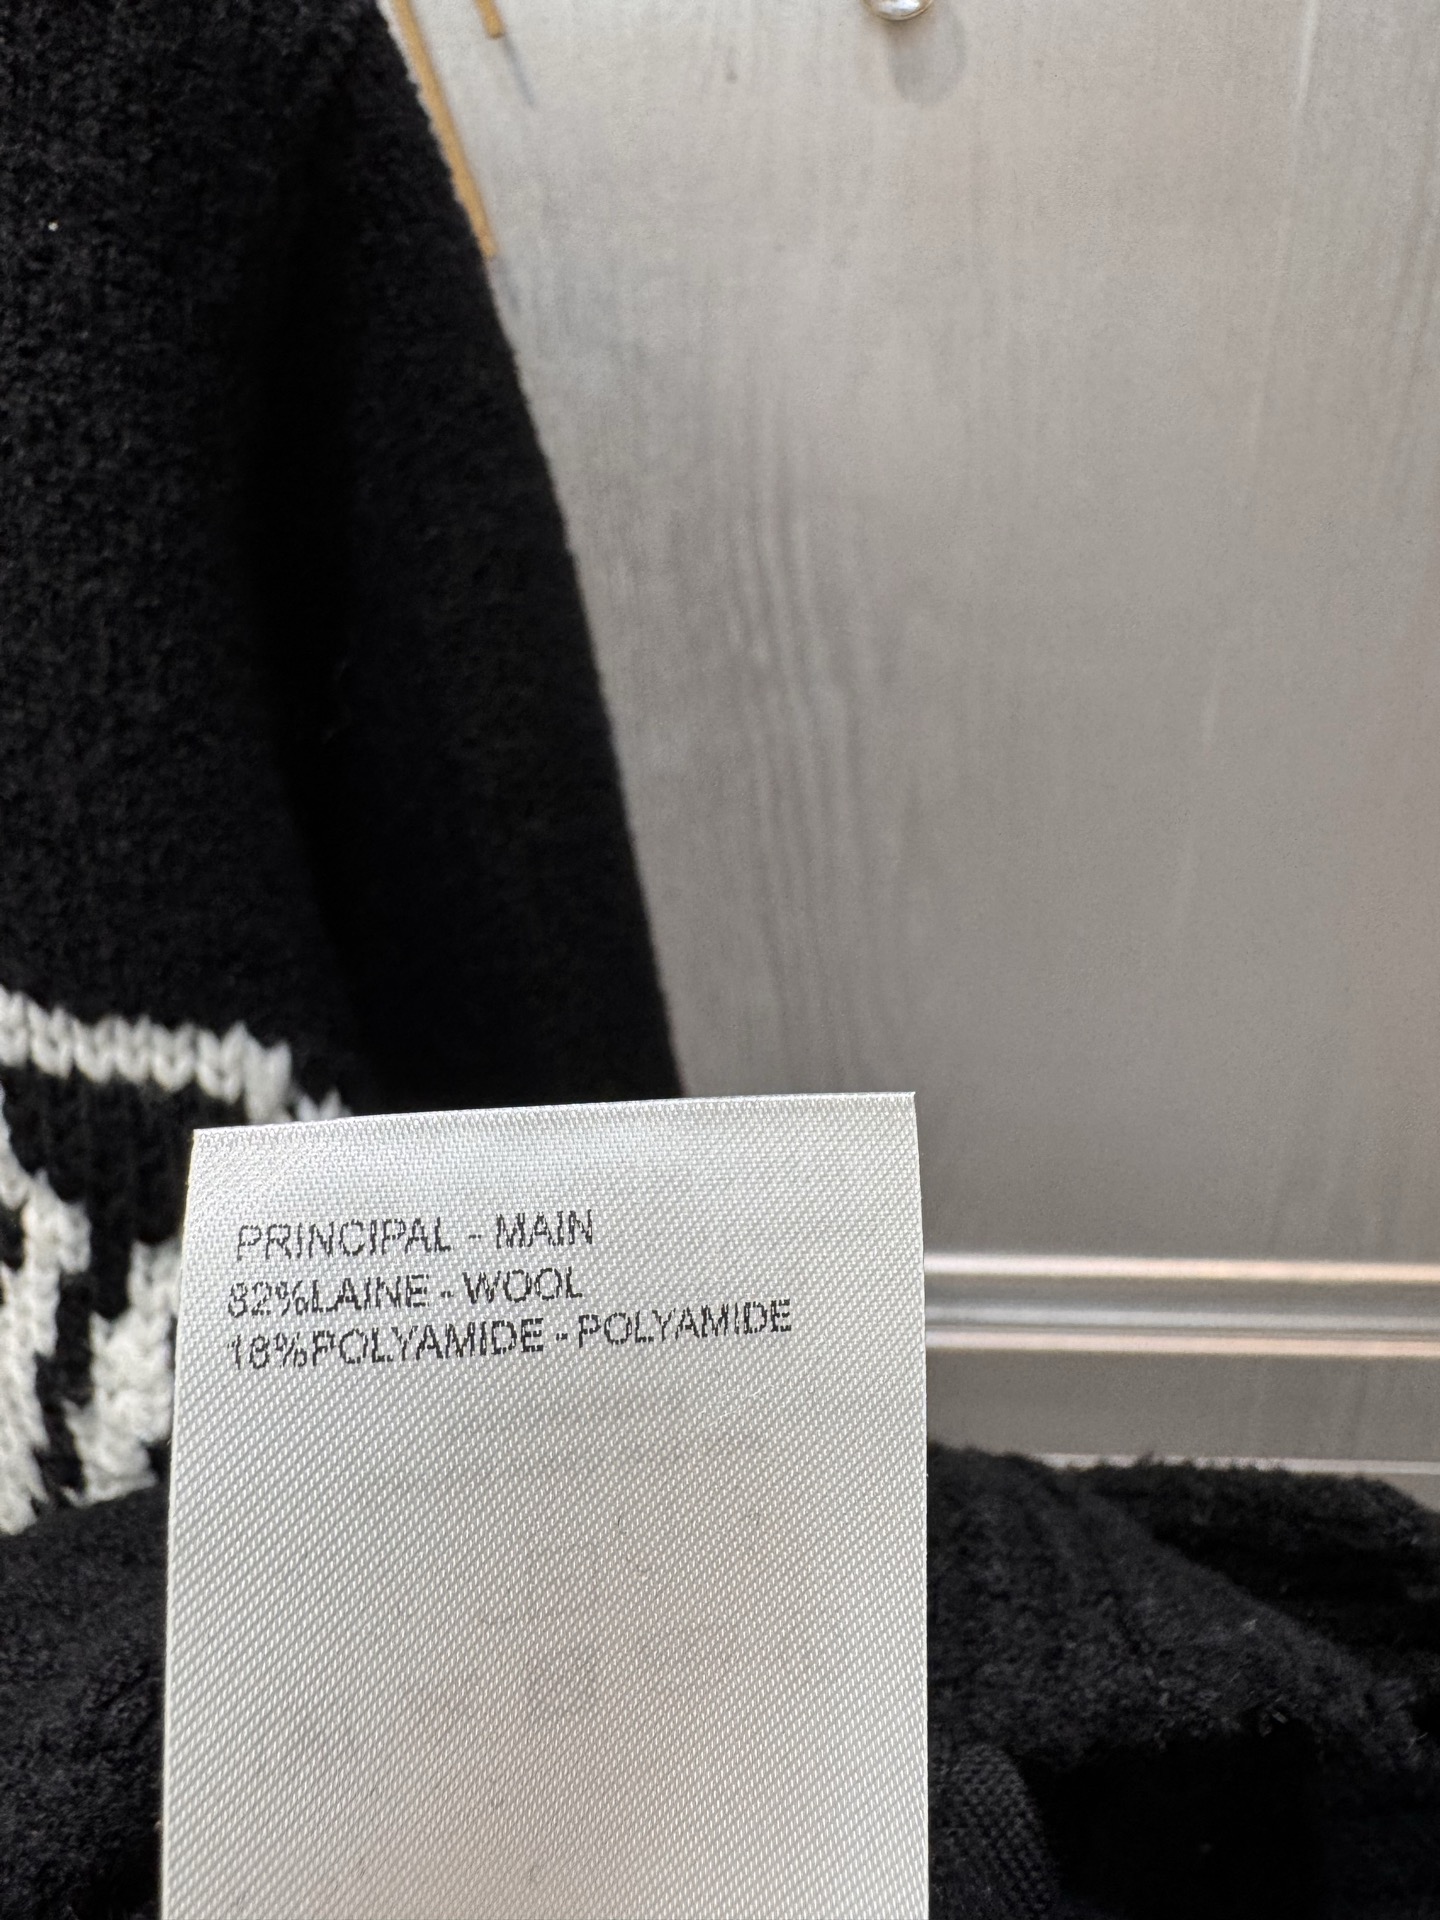 PRINCIPAL - MAIN
82%LAINE - WOOL
18%POLYAMIDE - POLYAMIDE